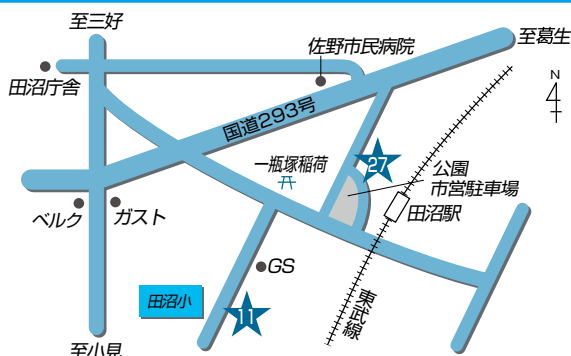 至三好
佐野市民病院
至葛生
田沼庁舎
N
国道293号
一瓶塚稲荷
27
公園
市営駐車場
田沼駅
ベルク
ガスト
GS
田沼小
11
東武線
至小見